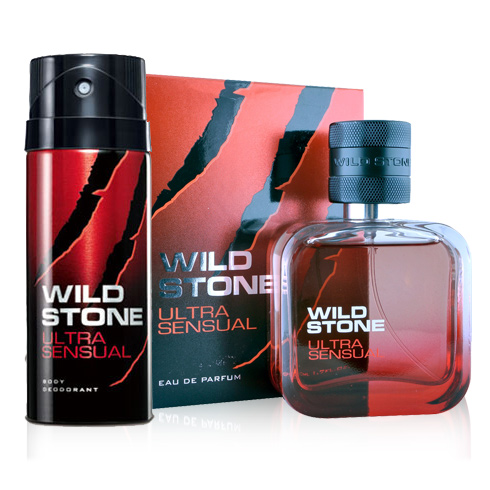 WILD
STONE
ULTRA
SENSUAL
BODY
DEODORANT
WILD
STONE
ULTRA
SENSUAL
EAU DE PARFUM
WILD STONE
WILD
STONE
ULTRA
SENSUAL